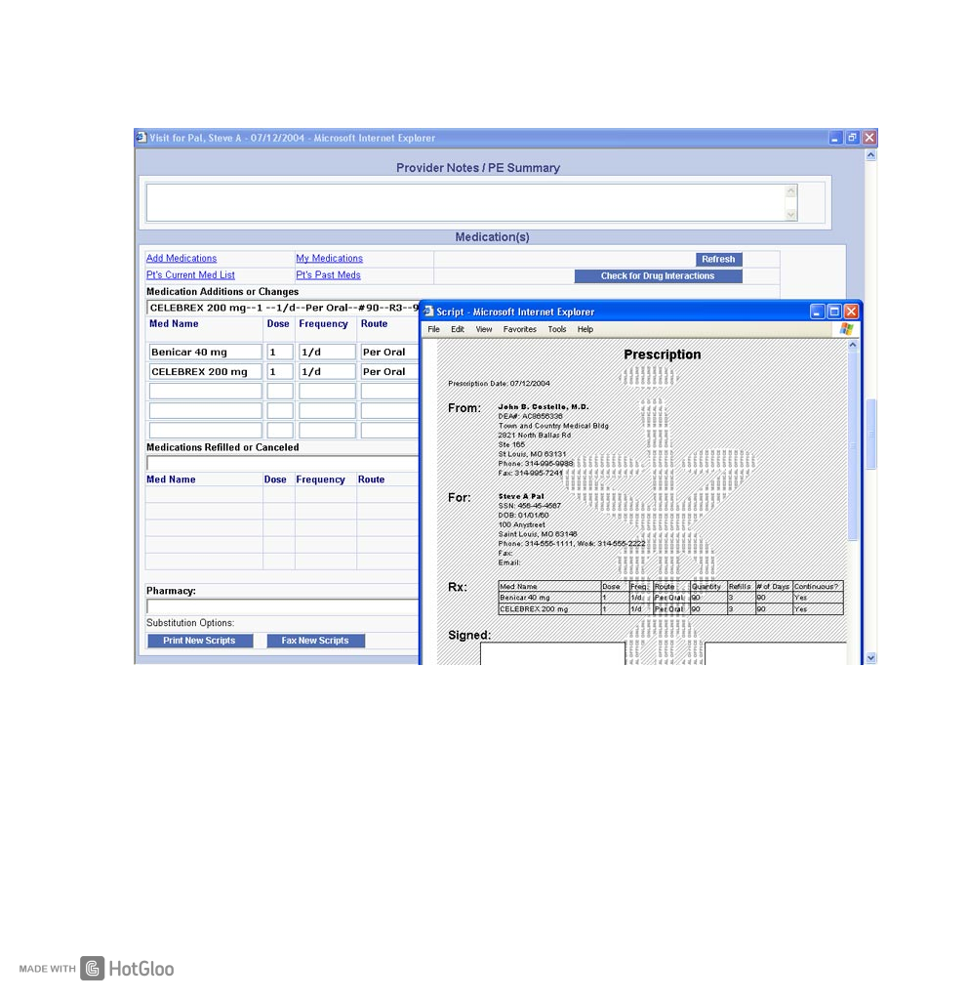 Visit for Pal, Steve A - 07/12/2004 - Microsoft Internet Explorer
Provider Notes / PE Summary
Medication(s)
Add Medications My Medications Refresh
Pt's Current Med List Pt's Past Meds Check for Drug Interactions
Medication Additions or Changes
CELEBREX 200 mg--1 --1/d--Per Oral--#90--R3--9
Med Name Dose Frequency Route
Benicar 40 mg 1 1/d Per Oral
CELEBREX 200 mg 1 1/d Per Oral
Medications Refilled or Canceled
Med Name Dose Frequency Route
Pharmacy:
Substitution Options:
Print New Scripts Fax New Scripts
Script - Microsoft Internet Explorer
File Edit View Favorites Tools Help
Prescription
Prescription Date: 07/12/2004
From: John B. Costello, M.D.
DEA#: AC8656336
Town and Country Medical Bldg
2821 North Ballas Rd
Ste 165
St Louis, MO 63131
Phone: 314-995-9988
Fax: 314-995-7241
For: Steve A Pal
SSN: 456-45-4567
DOB: 01/01/60
100 Anystreet
Saint Louis, MO 63146
Phone: 314-555-1111, Work: 314-555-2222
Fax:
Email:
Rx: Med Name Dose Freq. Route Quantity Refills # of Days Continuous?
Benicar 40 mg 1 1/d Per Oral 90 3 90 Yes
CELEBREX 200 mg 1 1/d Per Oral 90 3 90 Yes
Signed:
MADE WITH HotGloo